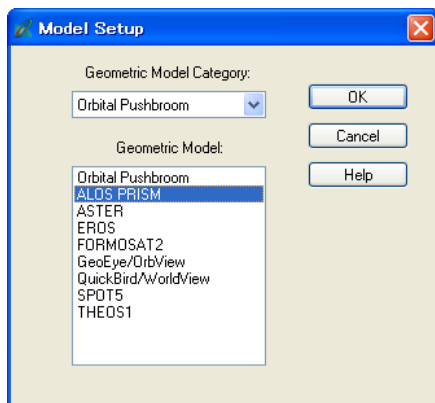 Model Setup
Geometric Model Category:
Orbital Pushbroom
OK
Cancel
Geometric Model:
Help
Orbital Pushbroom
ALOS PRISM
ASTER
EROS
FORMOSAT2
GeoEye/OrbView
QuickBird/WorldView
SPOT5
THEOS1